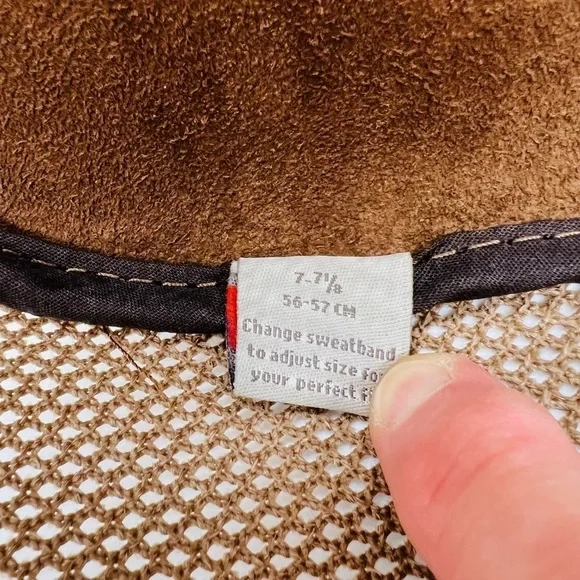 7-7⅛
56-57 CM
Change sweatband
to adjust size for
your perfect